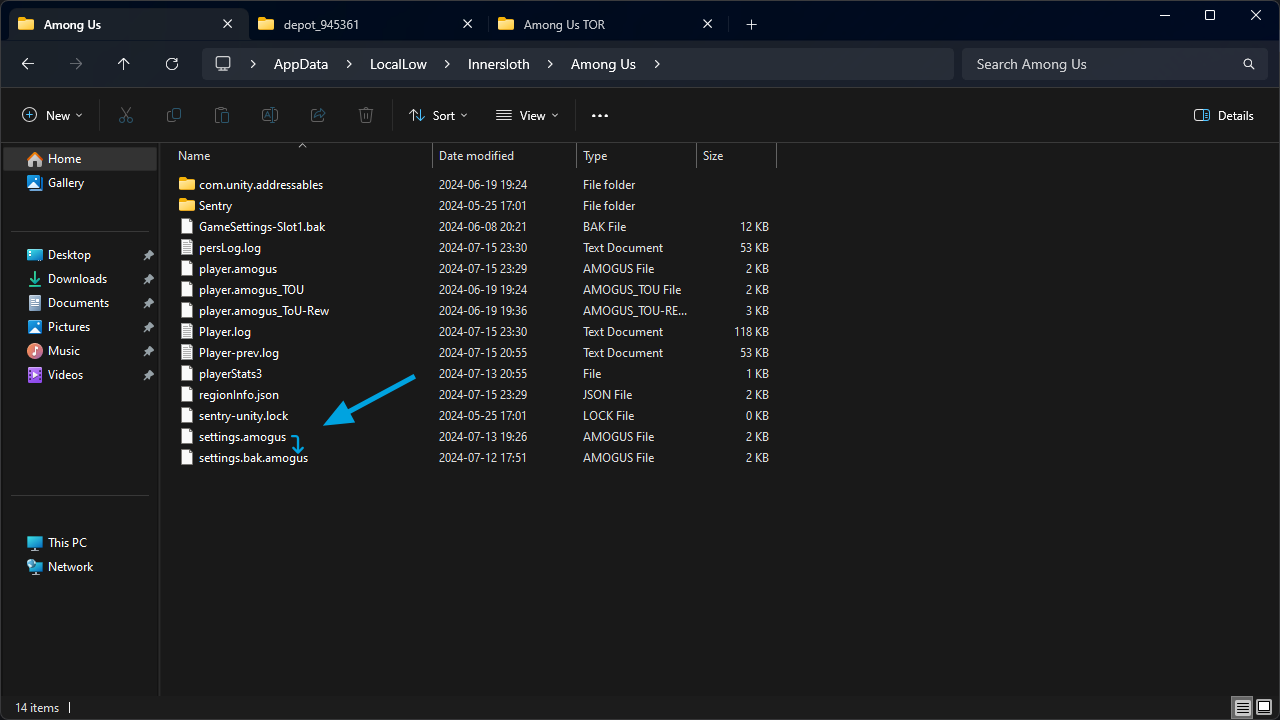 Among Us
depot_945361
Among Us TOR
AppData > LocalLow > Innersloth > Among Us >
Search Among Us
New
Sort
View
Details
Name Date modified Type Size
Home
Gallery
Desktop
Downloads
Documents
Pictures
Music
Videos
This PC
Network
com.unity.addressables 2024-06-19 19:24 File folder
Sentry 2024-05-25 17:01 File folder
GameSettings-Slot1.bak 2024-06-08 20:21 BAK File 12 KB
persLog.log 2024-07-15 23:30 Text Document 53 KB
player.amogus 2024-07-15 23:29 AMOGUS File 2 KB
player.amogus_TOU 2024-06-19 19:24 AMOGUS_TOU File 2 KB
player.amogus_ToU-Rew 2024-06-19 19:36 AMOGUS_TOU-RE... 3 KB
Player.log 2024-07-15 23:30 Text Document 118 KB
Player-prev.log 2024-07-15 20:55 Text Document 53 KB
playerStats3 2024-07-13 20:55 File 1 KB
regionInfo.json 2024-07-15 23:29 JSON File 2 KB
sentry-unity.lock 2024-05-25 17:01 LOCK File 0 KB
settings.amogus 2024-07-13 19:26 AMOGUS File 2 KB
settings.bak.amogus 2024-07-12 17:51 AMOGUS File 2 KB
14 items